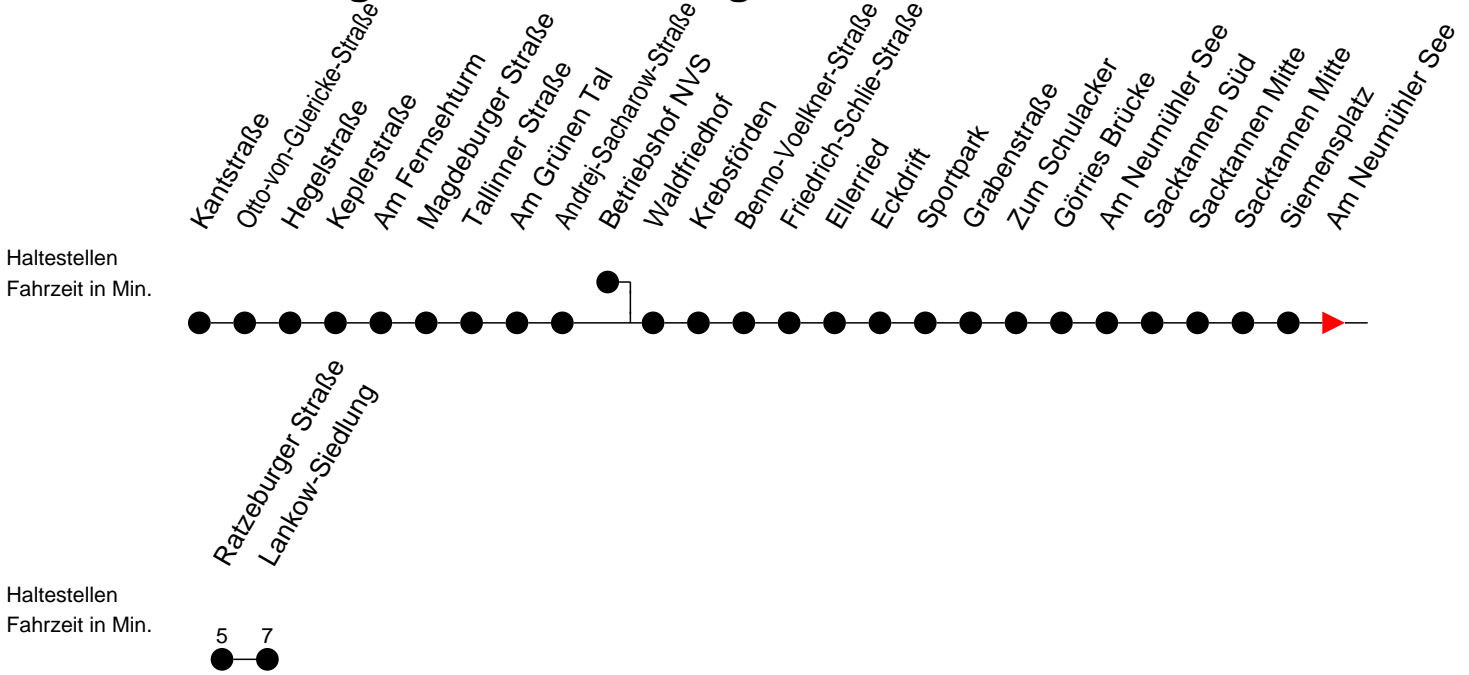 Kantstraße
Otto-von-Guericke-Straße
Hegelstraße
Keplerstraße
Am Fernsehturm
Magdeburger Straße
Tallinner Straße
Am Grünen Tal
Andrej-Sacharow-Straße
Betriebshof NVS
Waldfriedhof
Krebsförden
Benno-Voelkner-Straße
Friedrich-Schlie-Straße
Ellerried
Eckdrift
Sportpark
Grabenstraße
Zum Schulacker
Görries Brücke
Am Neumühler See
Sacktannen Süd
Sacktannen Mitte
Sacktannen Mitte
Siemensplatz
Am Neumühler See
Haltestellen
Fahrzeit in Min.
Ratzeburger Straße
Lankow-Siedlung
Haltestellen
Fahrzeit in Min.
5 7